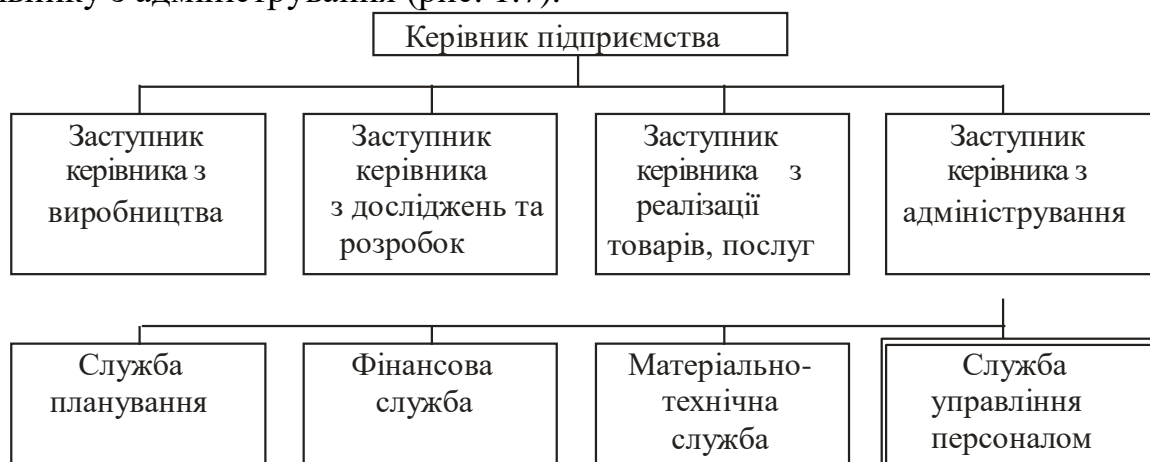 внику з адміністрування (рис. 1.7).
Керівник підприємства
Заступник
керівника з
виробництва
Заступник
керівника
з досліджень та
розробок
Заступник
керівника з
реалізації
товарів, послуг
Заступник
керівника з
адміністрування
Служба
планування
Фінансова
служба
Матеріально-
технічна
служба
Служба
управління
персоналом